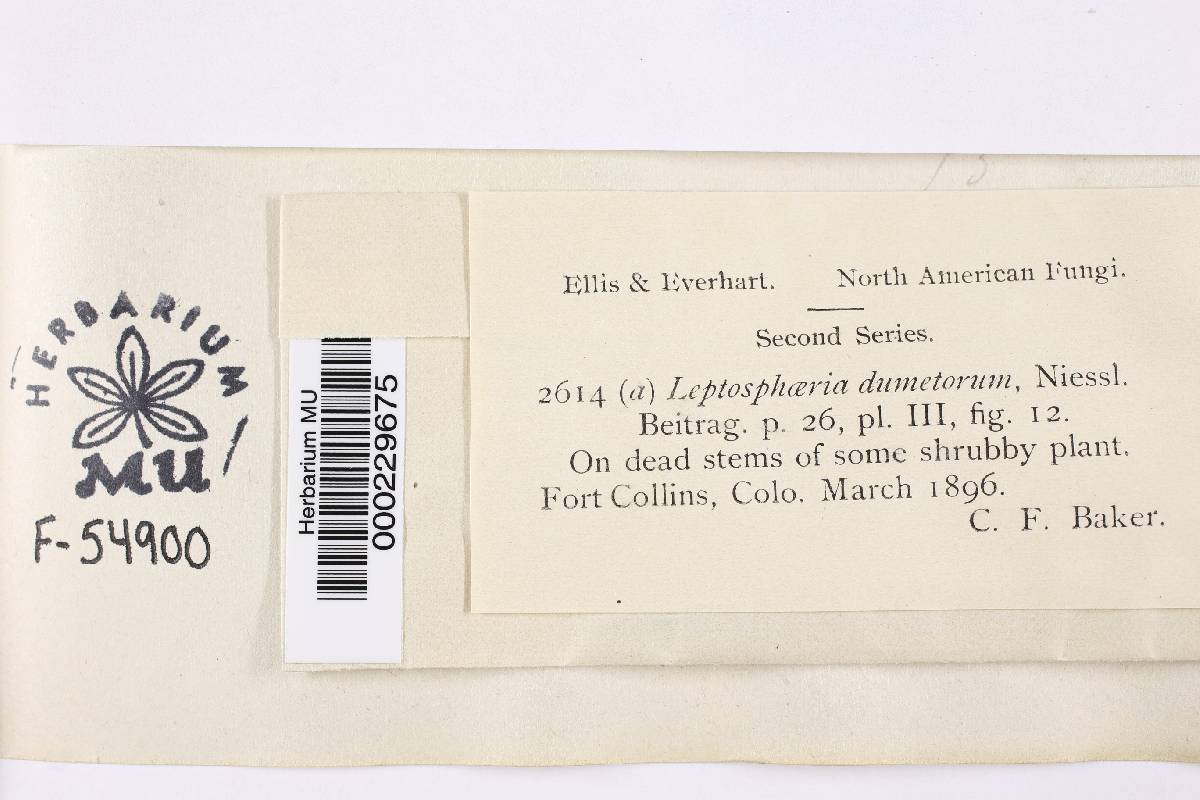 Ellis & Everhart. North American Fungi.
Second Series.
2614 (a) Leptosphæria dumetorum, Niessl.
Beitrag. p. 26, pl. III, fig. 12.
On dead stems of some shrubby plant.
Fort Collins, Colo. March 1896.
C. F. Baker.
HERBARIUM
MU
F-54900
Herbarium MU
000229675